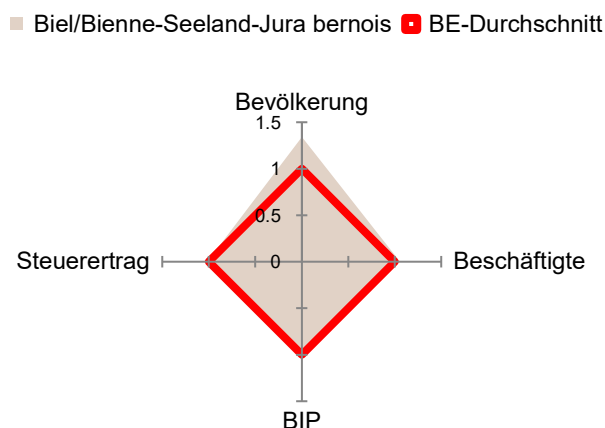 Biel/Bienne-Seeland-Jura bernois BE-Durchschnitt
Bevölkerung
1.5
1
0.5
Steuerertrag 0 Beschäftigte
BIP